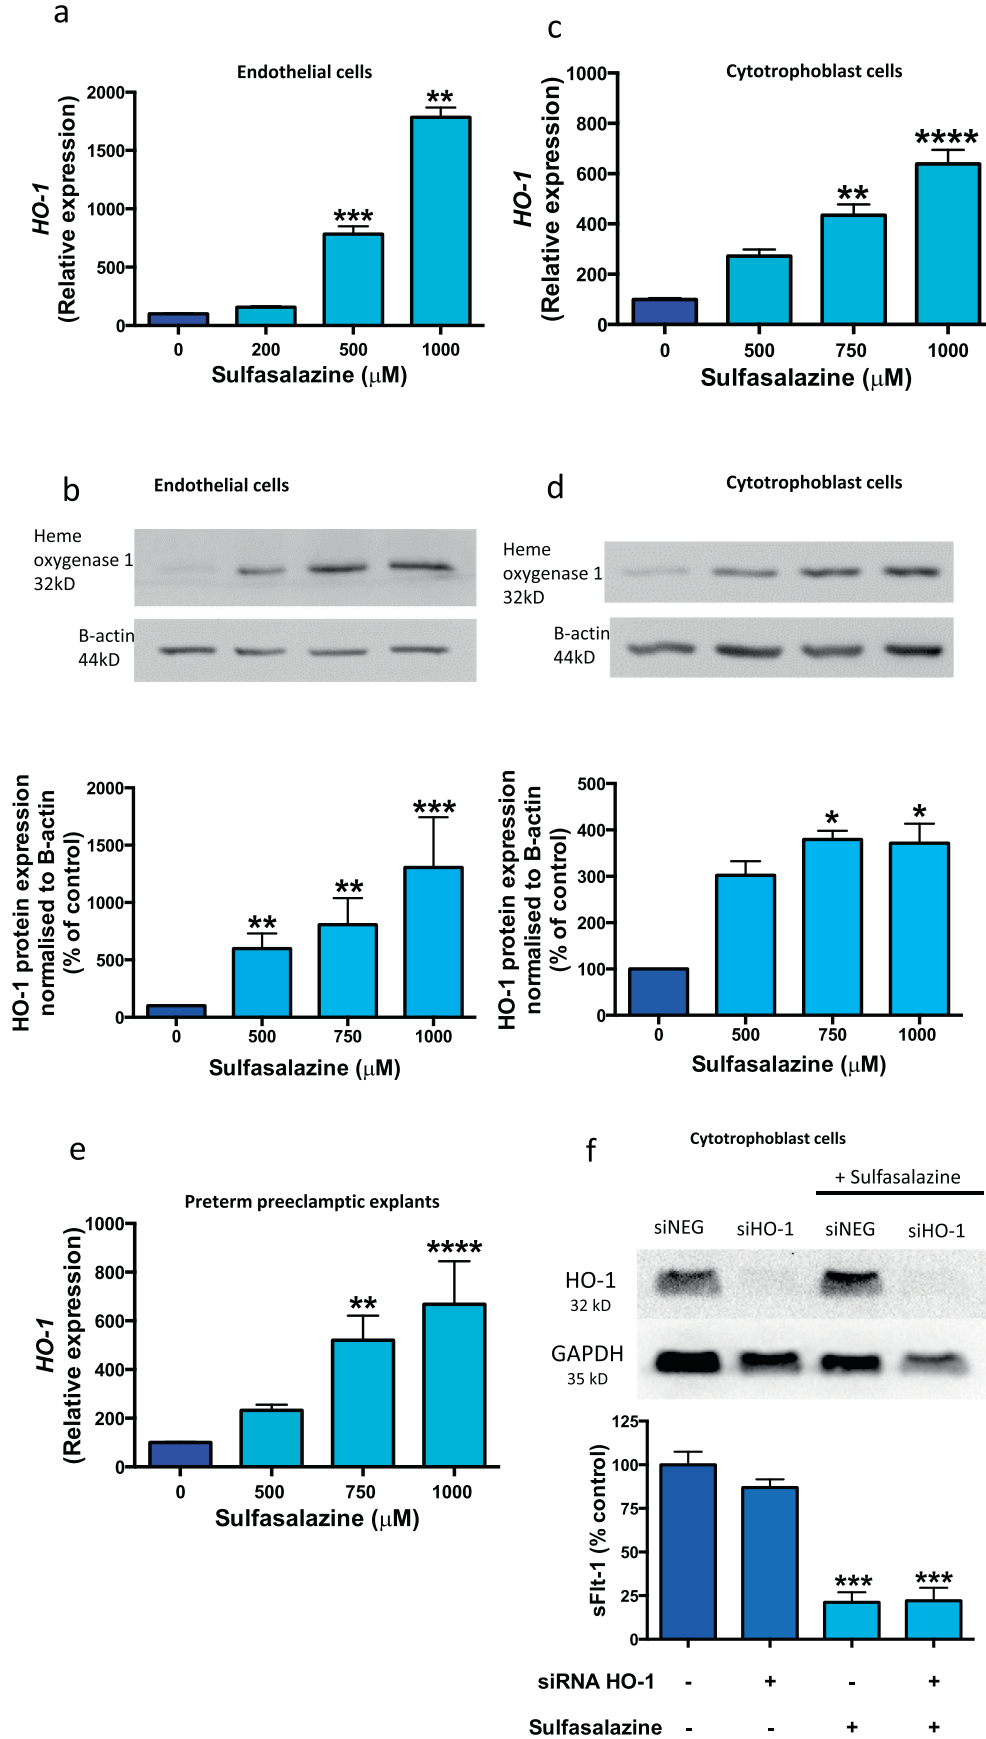 a
Endothelial cells
HO-1
(Relative expression)
2000
1500
1000
500
0
**
***
0 200 500 1000
Sulfasalazine (μM)
c
Cytotrophoblast cells
HO-1
(Relative expression)
1000
800
600
400
200
0
****
**
0 500 750 1000
Sulfasalazine (μM)
b
Endothelial cells
Heme
oxygenase 1
32kD
B-actin
44kD
HO-1 protein expression
normalised to B-actin
(% of control)
2000
1500
1000
500
0
**
**
***
0 500 750 1000
Sulfasalazine (μM)
d
Cytotrophoblast cells
Heme
oxygenase 1
32kD
B-actin
44kD
HO-1 protein expression
normalised to B-actin
(% of control)
500
400
300
200
100
0
*
*
0 500 750 1000
Sulfasalazine (μM)
e
Preterm preeclamptic explants
HO-1
(Relative expression)
1000
800
600
400
200
0
**
****
0 500 750 1000
Sulfasalazine (μM)
f
Cytotrophoblast cells
+ Sulfasalazine
siNEG siHO-1 siNEG siHO-1
HO-1
32 kD
GAPDH
35 kD
sFlt-1 (% control)
125
100
75
50
25
0
***
***
siRNA HO-1 - + - +
Sulfasalazine - - + +